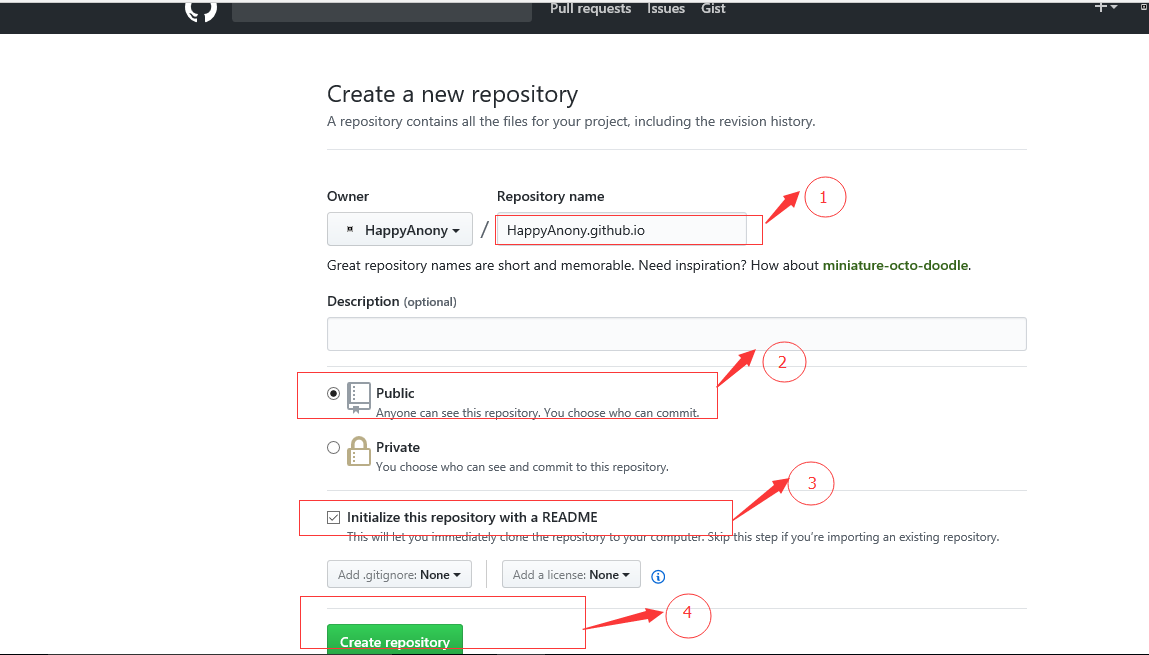 Pull requests Issues Gist
Create a new repository
A repository contains all the files for your project, including the revision history.
Owner Repository name
1
HappyAnony / HappyAnony.github.io
Great repository names are short and memorable. Need inspiration? How about miniature-octo-doodle.
Description (optional)
2
Public
Anyone can see this repository. You choose who can commit.
Private
You choose who can see and commit to this repository.
3
Initialize this repository with a README
This will let you immediately clone the repository to your computer. Skip this step if you're importing an existing repository.
Add .gitignore: None Add a license: None
4
Create repository